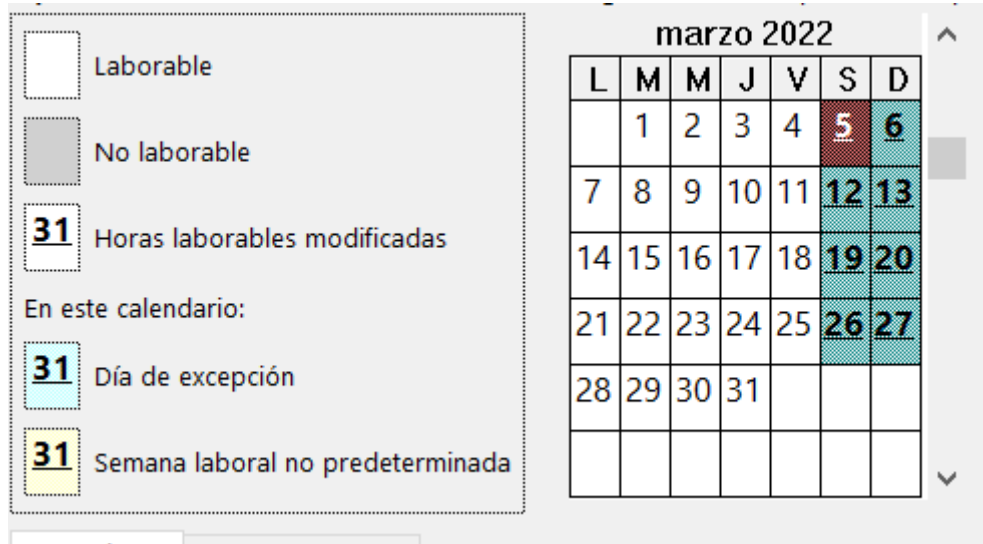 Laborable
No laborable
31 Horas laborables modificadas
En este calendario:
31 Día de excepción
31 Semana laboral no predeterminada
marzo 2022
L M M J V S D
1 2 3 4 5 6
7 8 9 10 11 12 13
14 15 16 17 18 19 20
21 22 23 24 25 26 27
28 29 30 31